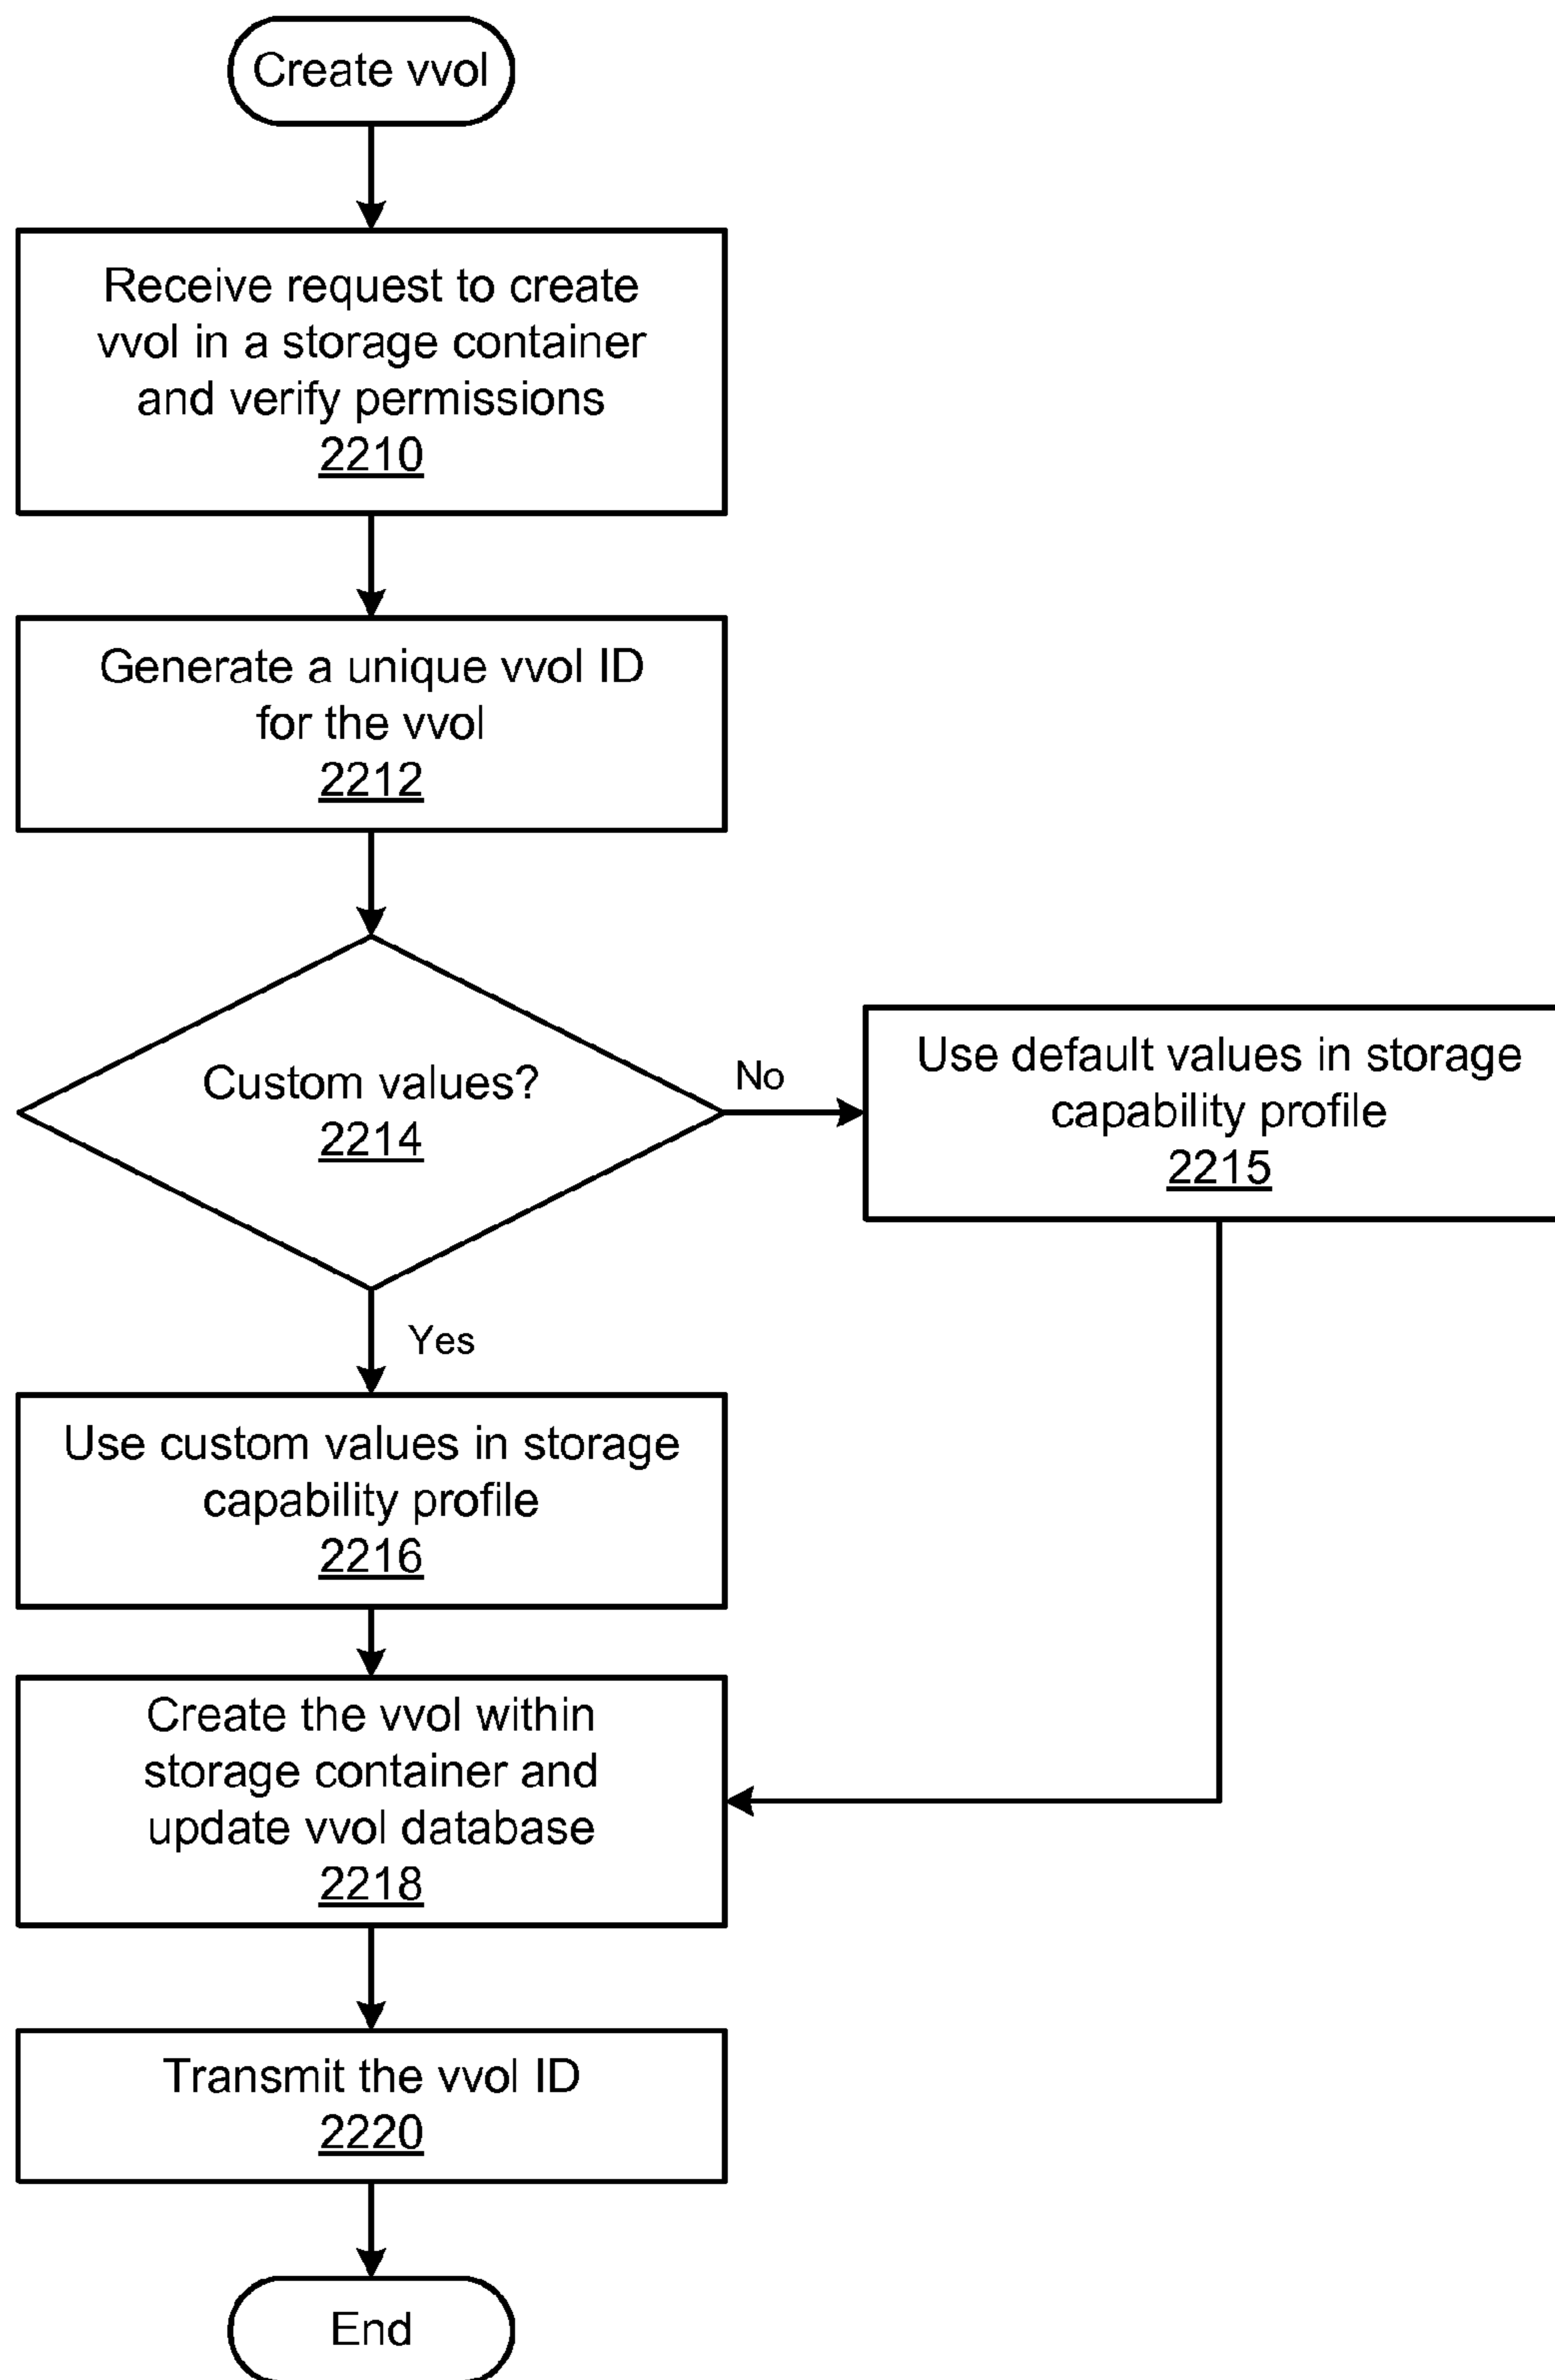 Create vvol
Receive request to create
vvol in a storage container
and verify permissions
2210
Generate a unique vvol ID
for the vvol
2212
Custom values?
2214
No
Use default values in storage
capability profile
2215
Yes
Use custom values in storage
capability profile
2216
Create the vvol within
storage container and
update vvol database
2218
Transmit the vvol ID
2220
End